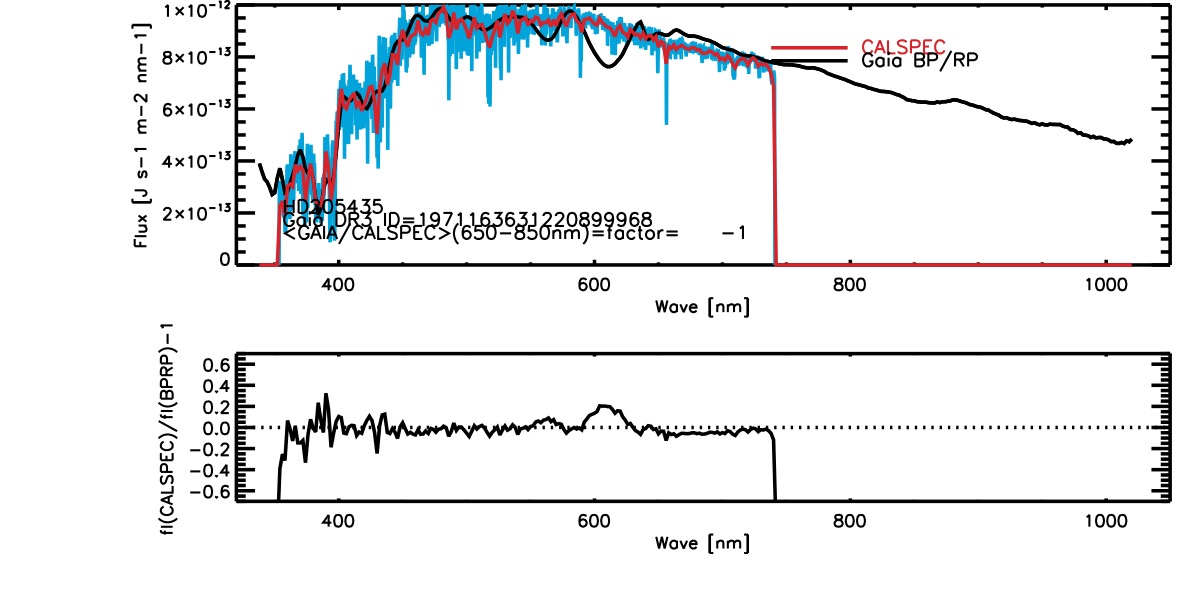 1×10−12
8×10−13
6×10−13
4×10−13
2×10−13
0
Flux [J s−1 m−2 nm−1]
CALSPEC
Gaia BP/RP
HD205435
Gaia DR3 ID=1971163631220899968
<GAIA/CALSPEC>(650−850nm)=factor= −1
400 600 800 1000
Wave [nm]
fl(CALSPEC)/fl(BPRP)−1
0.6
0.4
0.2
0.0
−0.2
−0.4
−0.6
400 600 800 1000
Wave [nm]